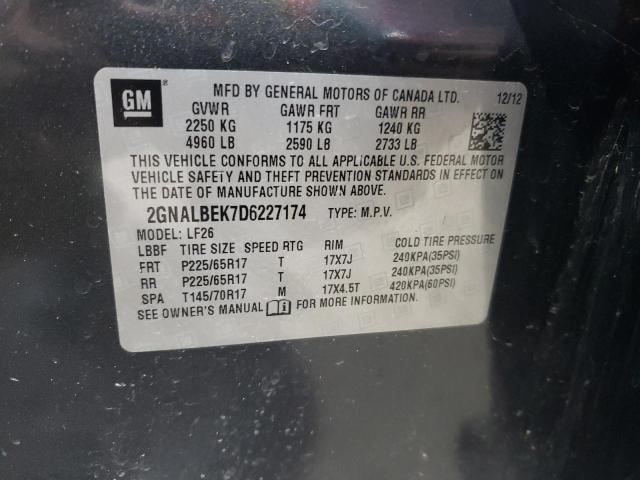 GM
MFD BY GENERAL MOTORS OF CANADA LTD. 12/12
GVWR GAWR FRT GAWR RR
2250 KG 1175 KG 1240 KG
4960 LB 2590 LB 2733 LB
THIS VEHICLE CONFORMS TO ALL APPLICABLE U.S. FEDERAL MOTOR
VEHICLE SAFETY AND THEFT PREVENTION STANDARDS IN EFFECT ON
THE DATE OF MANUFACTURE SHOWN ABOVE.
2GNALBEK7D6227174 TYPE: M.P.V.
MODEL: LF26
LBBF TIRE SIZE SPEED RTG RIM COLD TIRE PRESSURE
FRT P225/65R17 T 17X7J 240KPA(35PSI)
RR P225/65R17 T 17X7J 240KPA(35PSI)
SPA T145/70R17 M 17X4.5T 420KPA(60PSI)
SEE OWNER'S MANUAL FOR MORE INFORMATION.